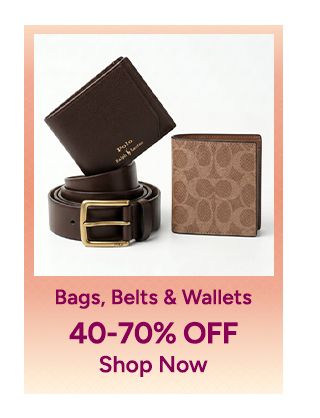 Polo
Ralph Lauren
Bags, Belts & Wallets
40-70% OFF
Shop Now